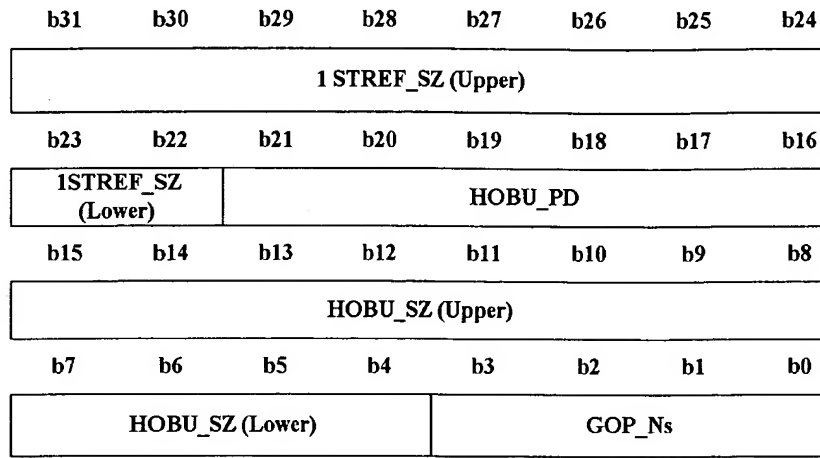 b31 b30 b29 b28 b27 b26 b25 b24
1 STREF_SZ (Upper)
b23 b22 b21 b20 b19 b18 b17 b16
1STREF_SZ
(Lower)
HOBU_PD
b15 b14 b13 b12 b11 b10 b9 b8
HOBU_SZ (Upper)
b7 b6 b5 b4 b3 b2 b1 b0
HOBU_SZ (Lower) GOP_Ns